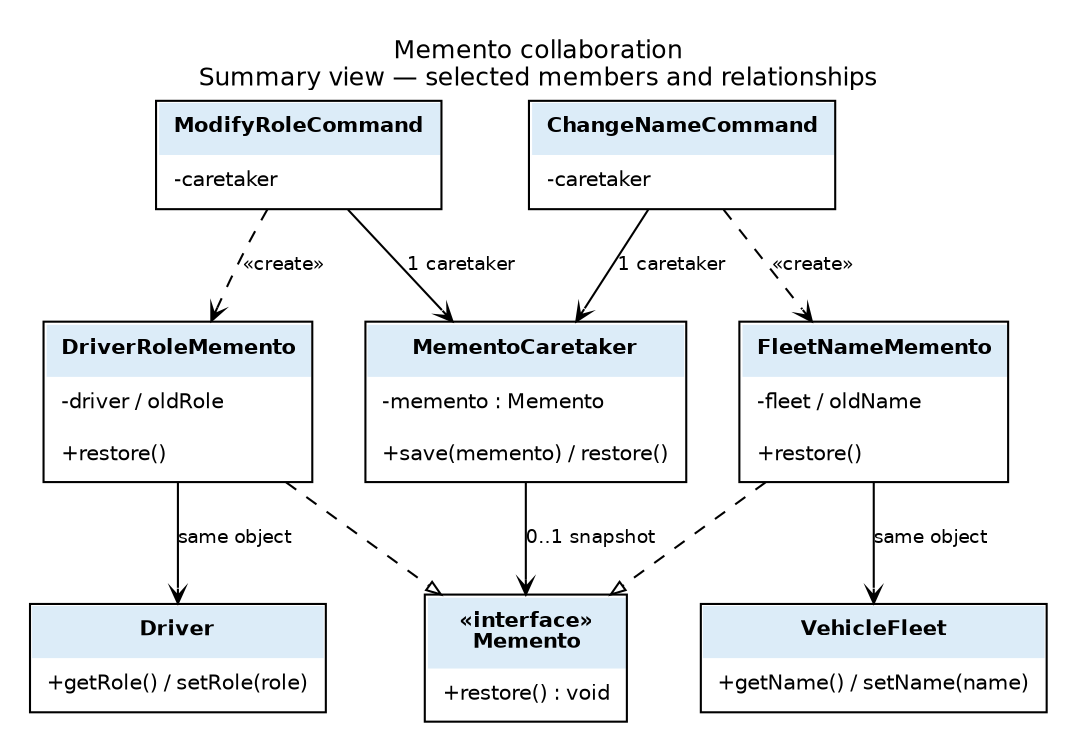 Memento collaboration
Summary view — selected members and relationships
ModifyRoleCommand
-caretaker
ChangeNameCommand
-caretaker
«create»
1 caretaker
1 caretaker
«create»
DriverRoleMemento
-driver / oldRole
+restore()
MementoCaretaker
-memento : Memento
+save(memento) / restore()
FleetNameMemento
-fleet / oldName
+restore()
same object
0..1 snapshot
same object
Driver
+getRole() / setRole(role)
«interface»
Memento
+restore() : void
VehicleFleet
+getName() / setName(name)